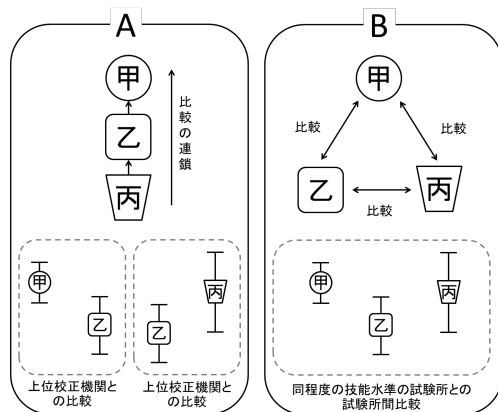 A
甲
乙
丙
比較の連鎖
甲
乙
乙
丙
上位校正機関と
の比較
上位校正機関と
の比較
B
甲
比較
比較
乙
丙
比較
甲
乙
丙
同程度の技能水準の試験所との
試験所間比較